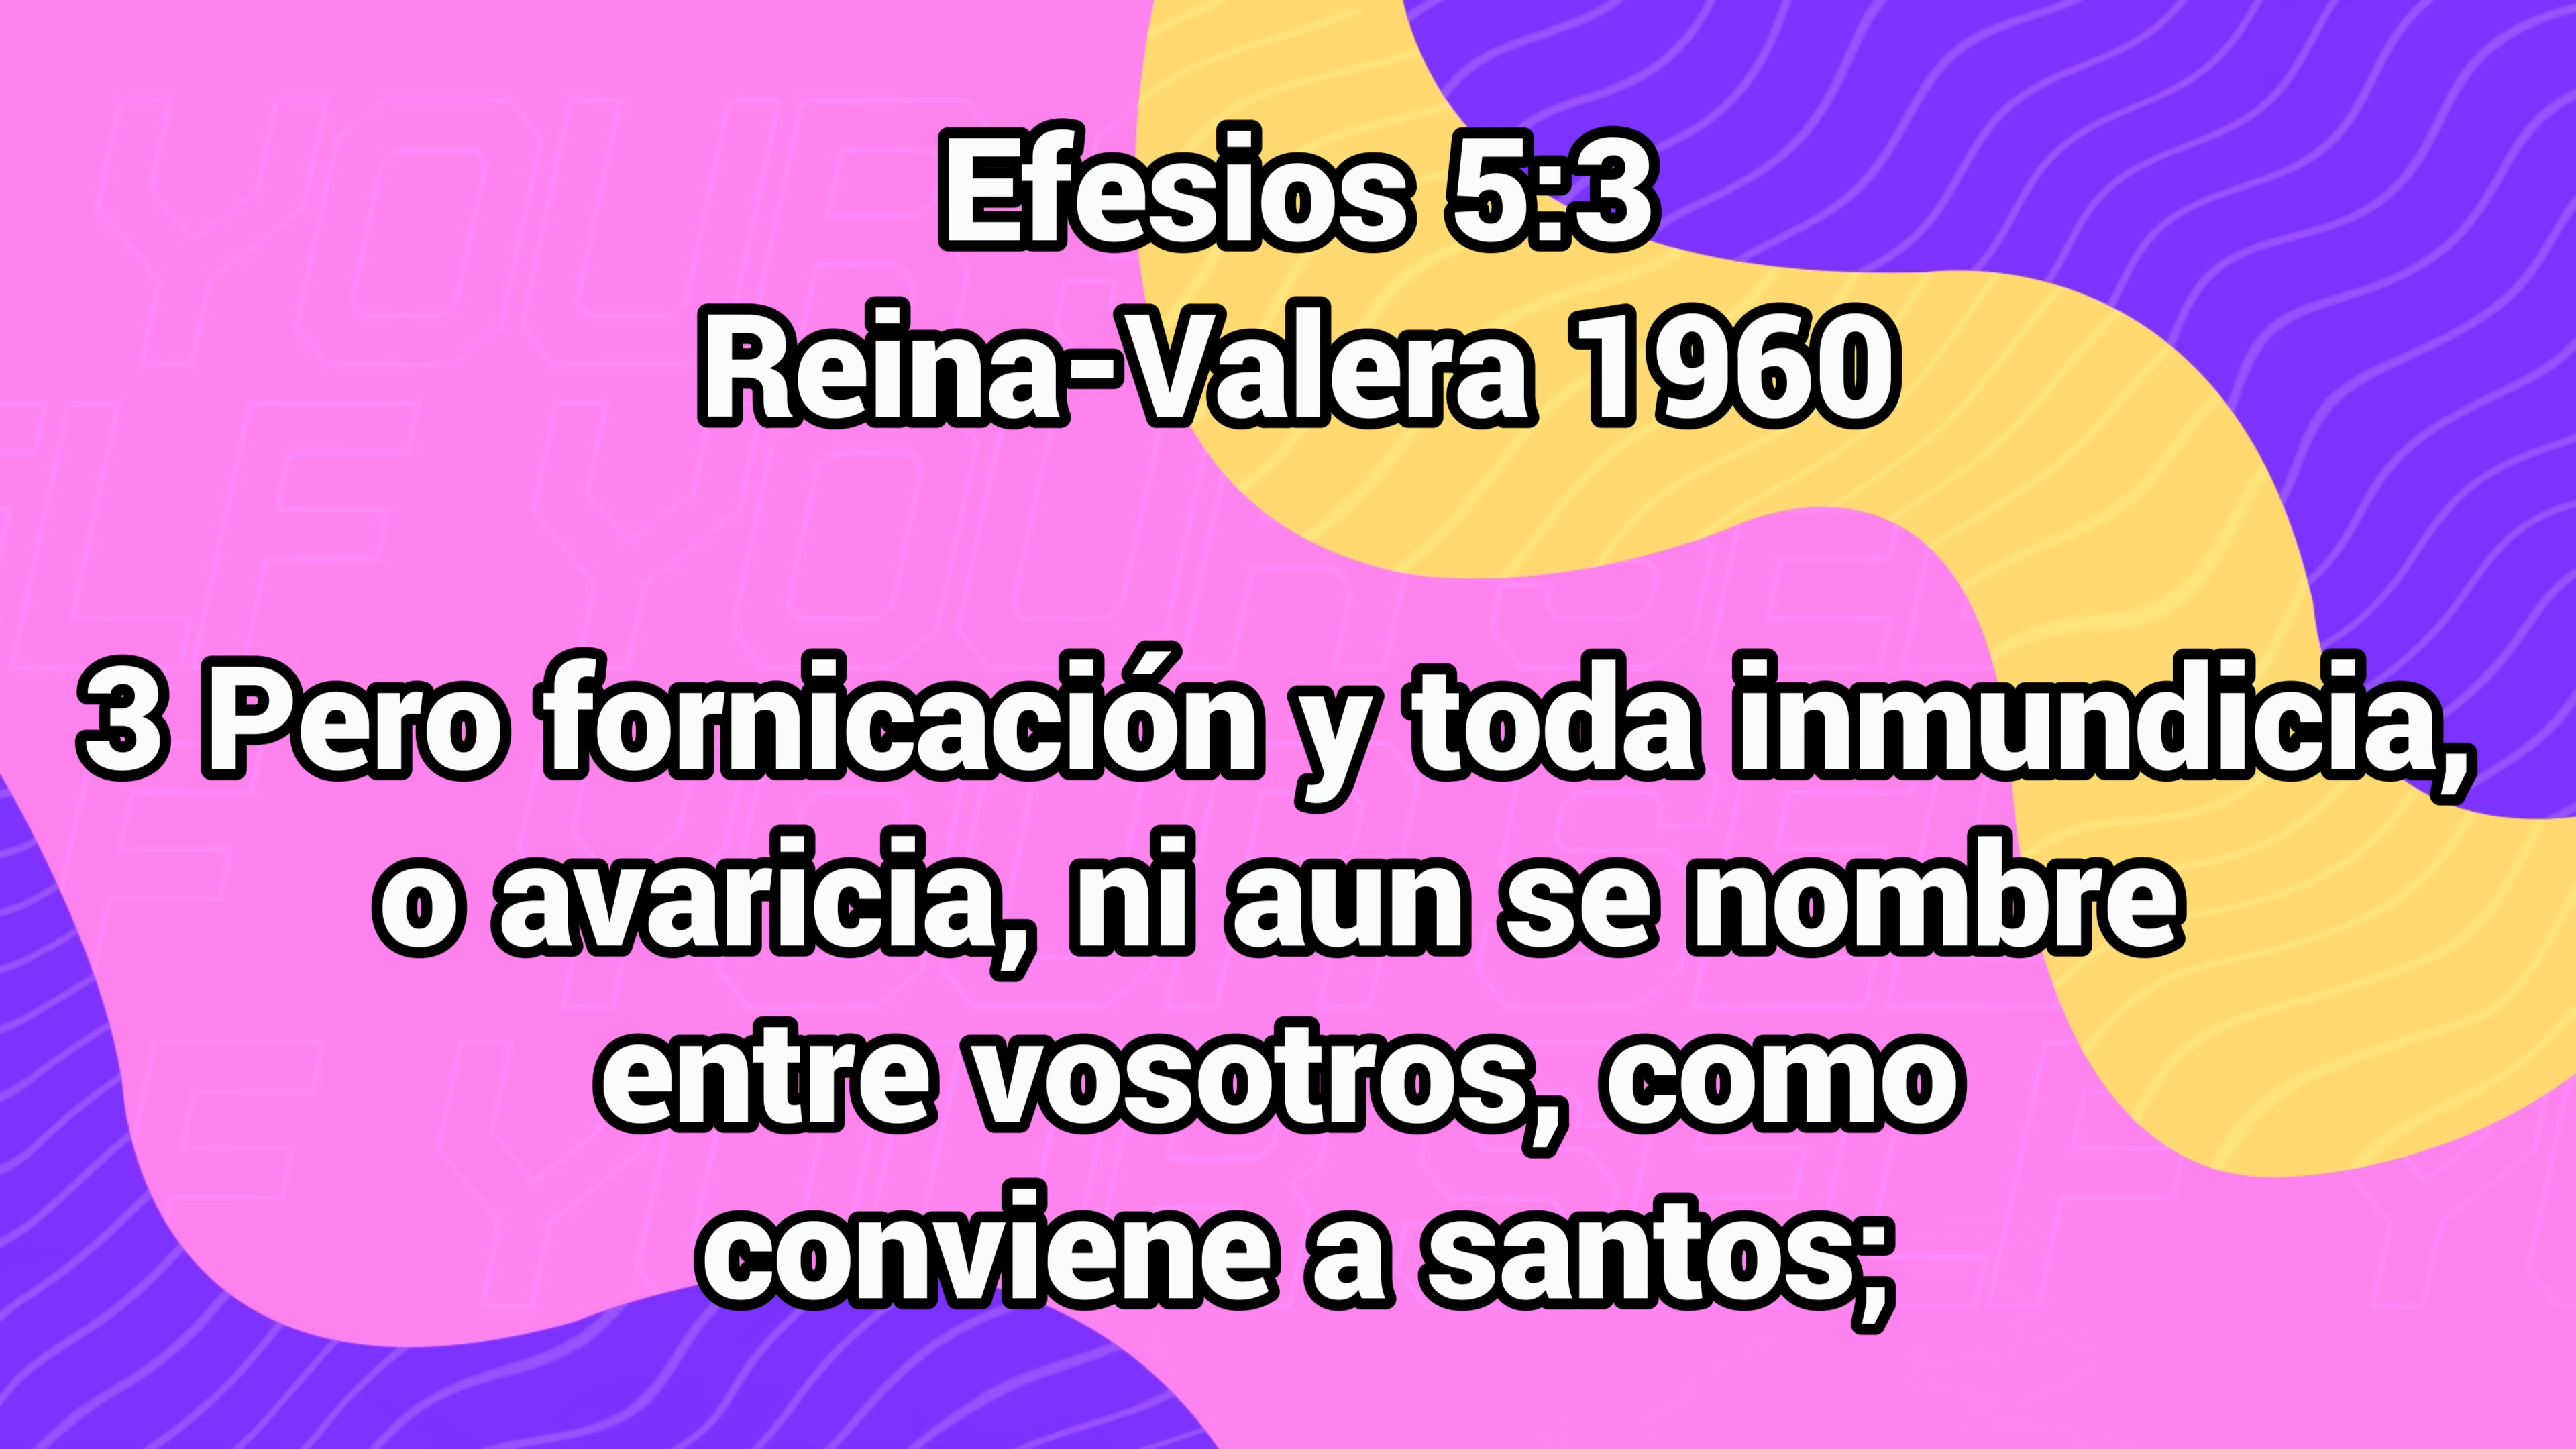 Efesios 5:3
Reina-Valera 1960
3 Pero fornicación y toda inmundicia,
o avaricia, ni aun se nombre
entre vosotros, como
conviene a santos;